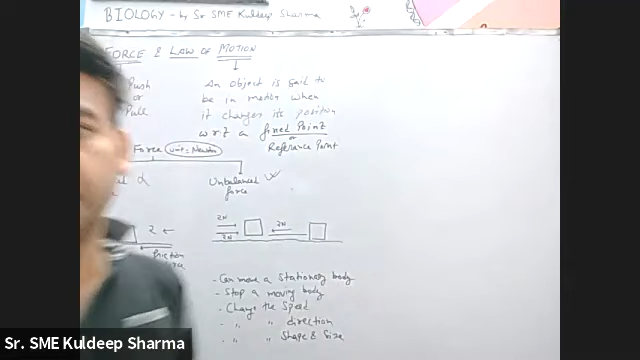 BIOLOGY - by Sr SME Kuldeep Sharma
FORCE & LAW OF MOTION
Push
or
Pull
An object is said to
be in motion when
it changes its position
w.r.t a fixed Point
or
Reference Point
Force (unit = Newton)
Unbalanced
force
2N
2N
2N
2
friction
- Can move a Stationary body
- Stop a moving body
- Change the Speed
- " " direction
- " " Shape & Size
Sr. SME Kuldeep Sharma